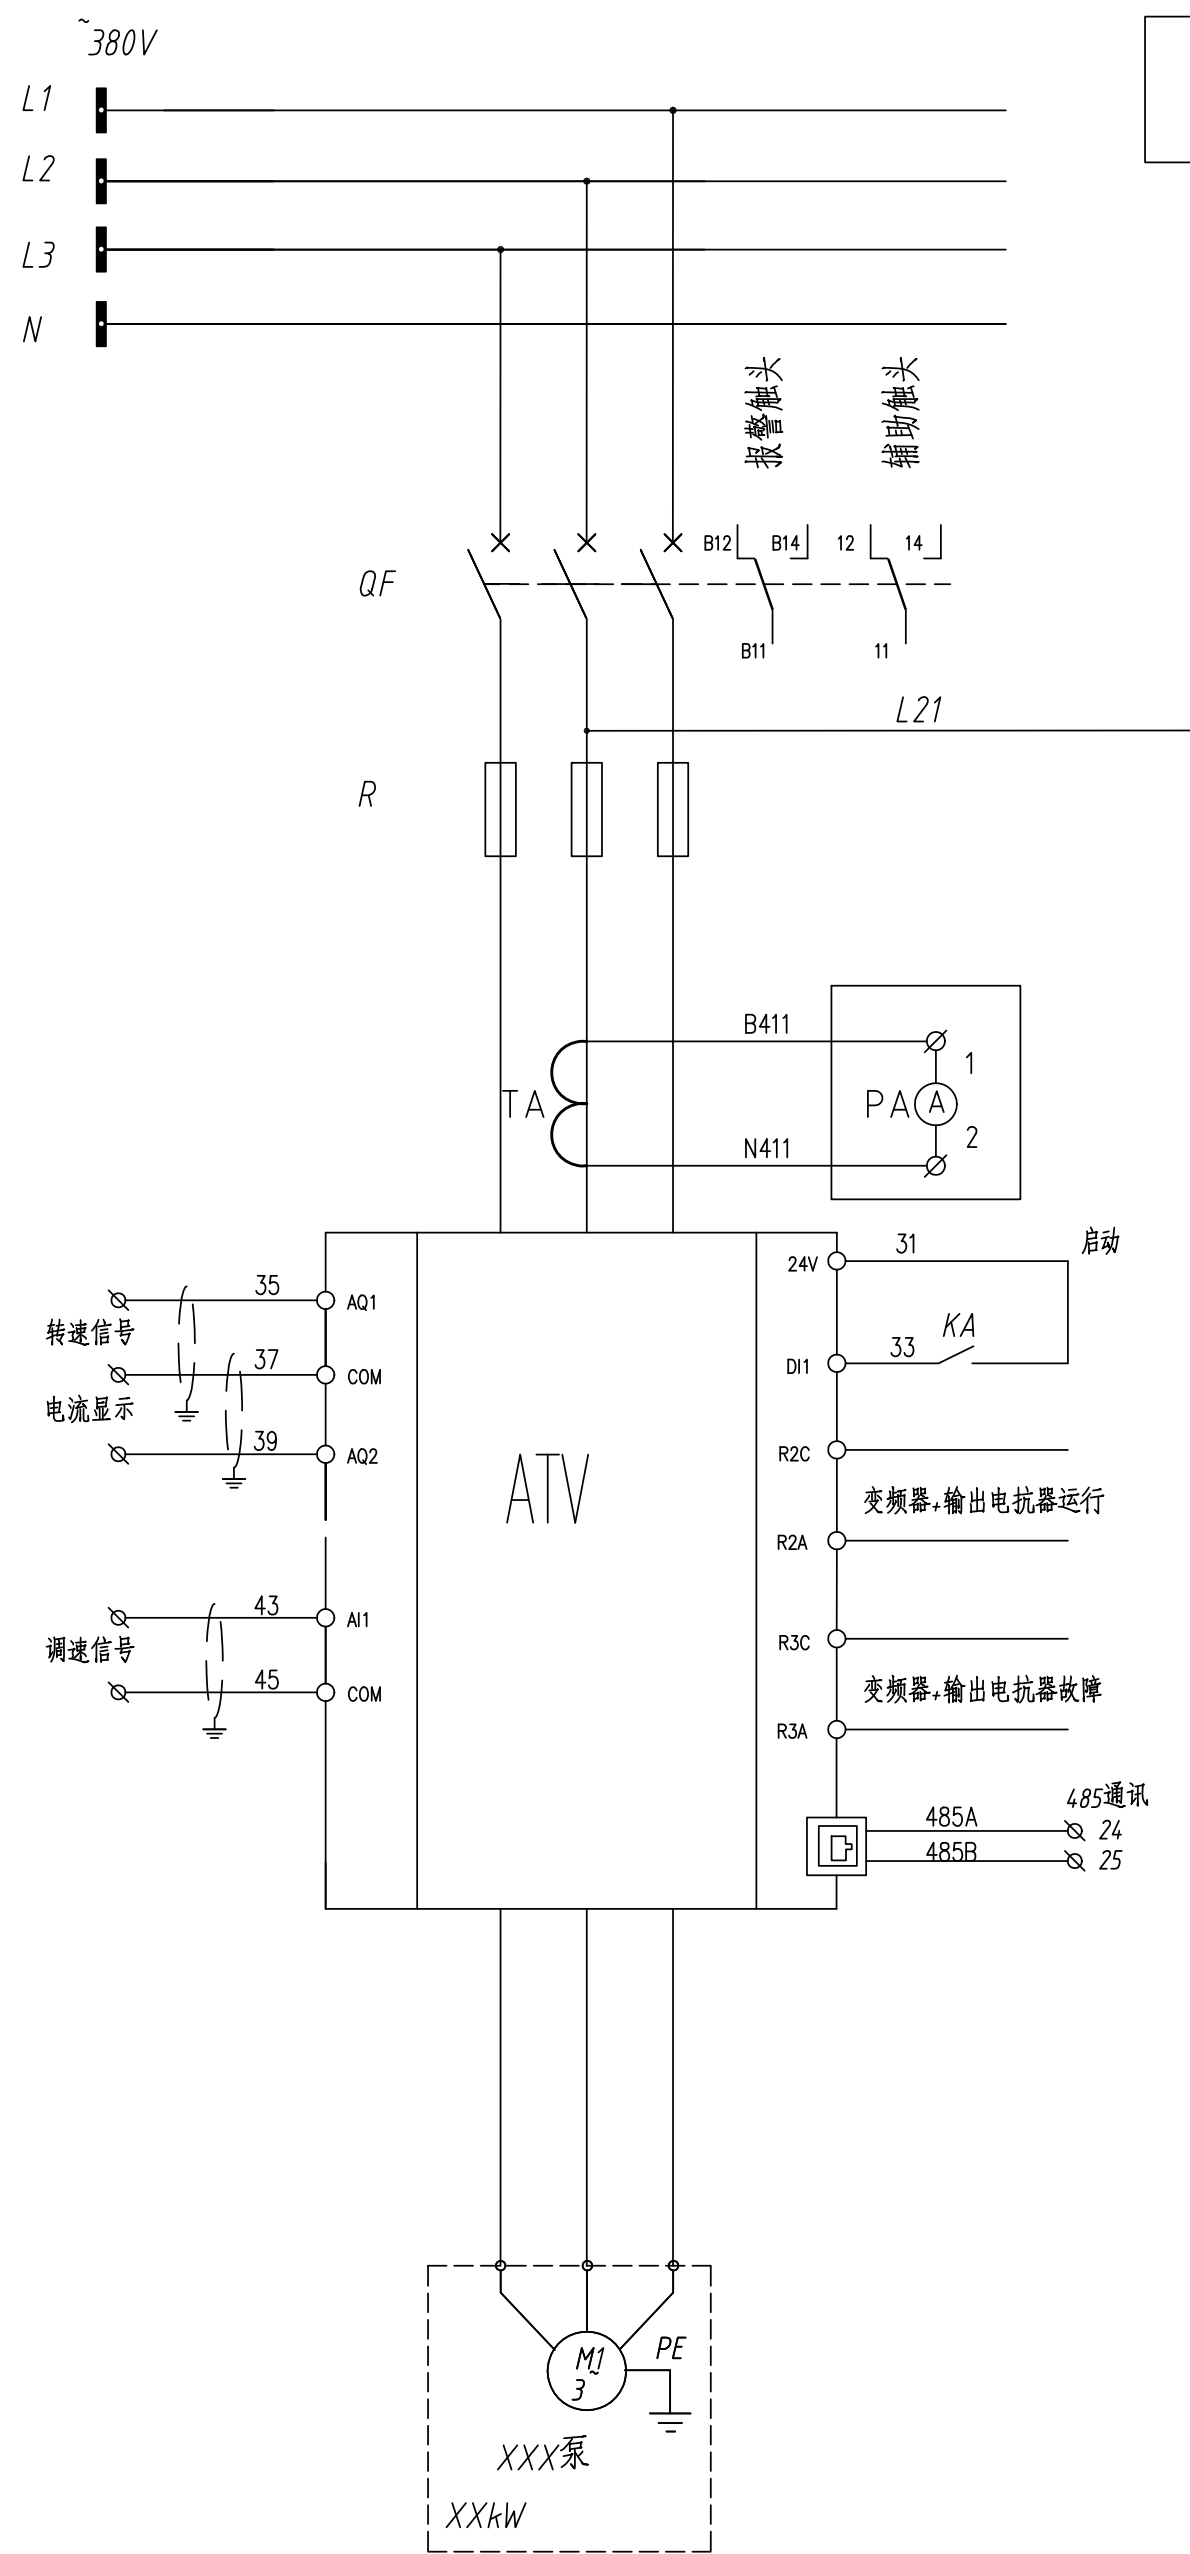 ~380V
L1
L2
L3
N
报警触头
辅助触头
B12
B14
12
14
QF
B11
11
L21
R
B411
1
TA
PA
A
N411
2
31
启动
24V
35
AQ1
转速信号
KA
33
DI1
37
COM
电流显示
39
AQ2
R2C
ATV
变频器+输出电抗器运行
R2A
43
AI1
调速信号
R3C
45
COM
变频器+输出电抗器故障
R3A
485通讯
485A
24
485B
25
M1
3~
PE
XXX泵
XXkW